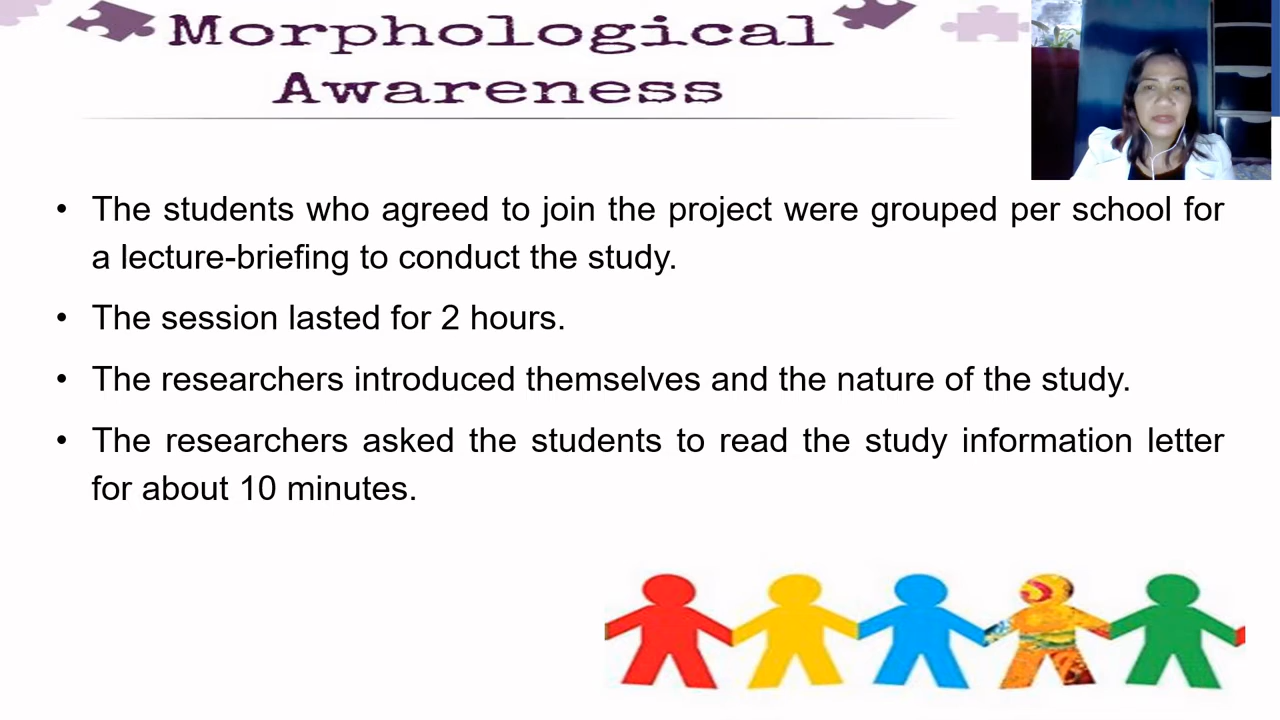 Morphological
Awareness
• The students who agreed to join the project were grouped per school for
a lecture-briefing to conduct the study.
• The session lasted for 2 hours.
• The researchers introduced themselves and the nature of the study.
• The researchers asked the students to read the study information letter
for about 10 minutes.